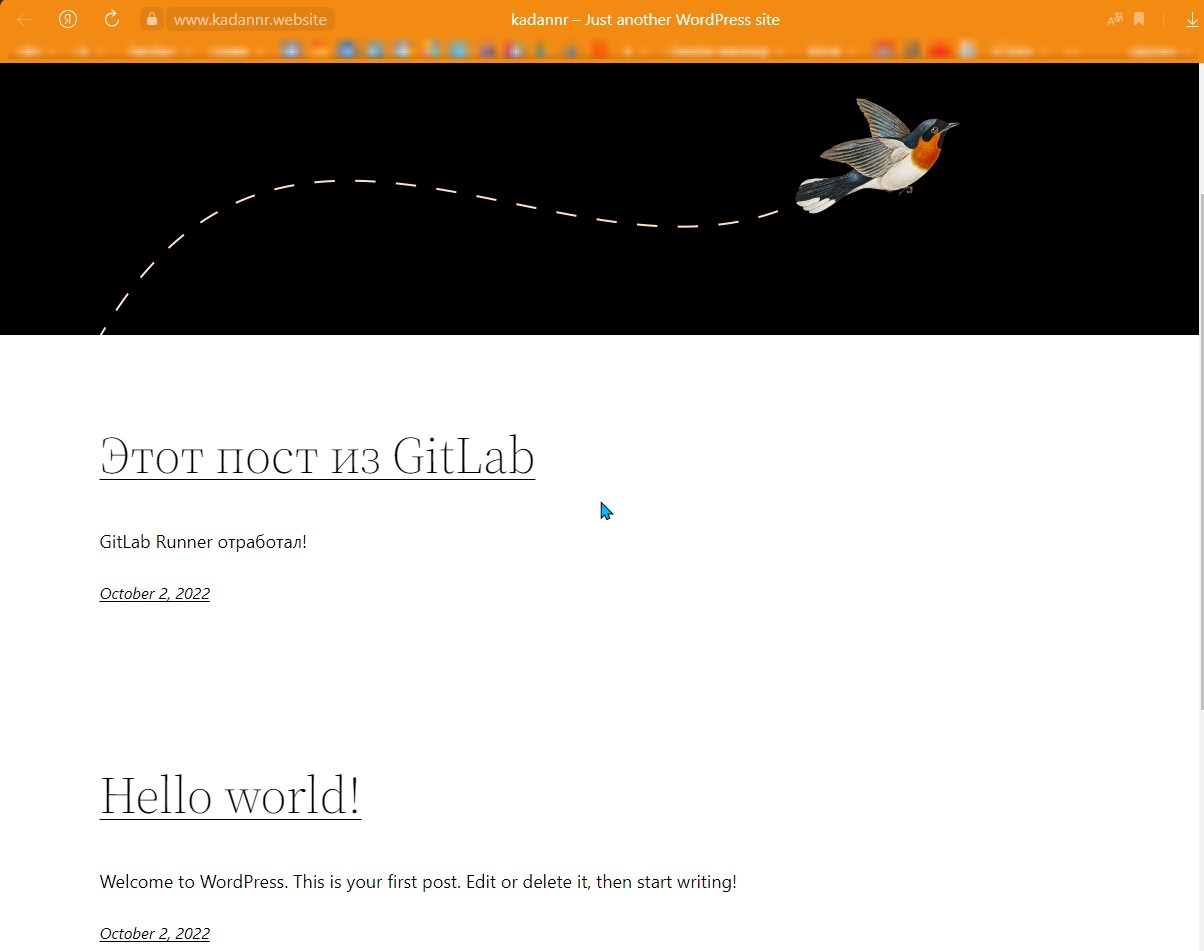 Я
www.kadannr.website
kadannr – Just another WordPress site
Этот пост из GitLab
GitLab Runner отработал!
October 2, 2022
Hello world!
Welcome to WordPress. This is your first post. Edit or delete it, then start writing!
October 2, 2022